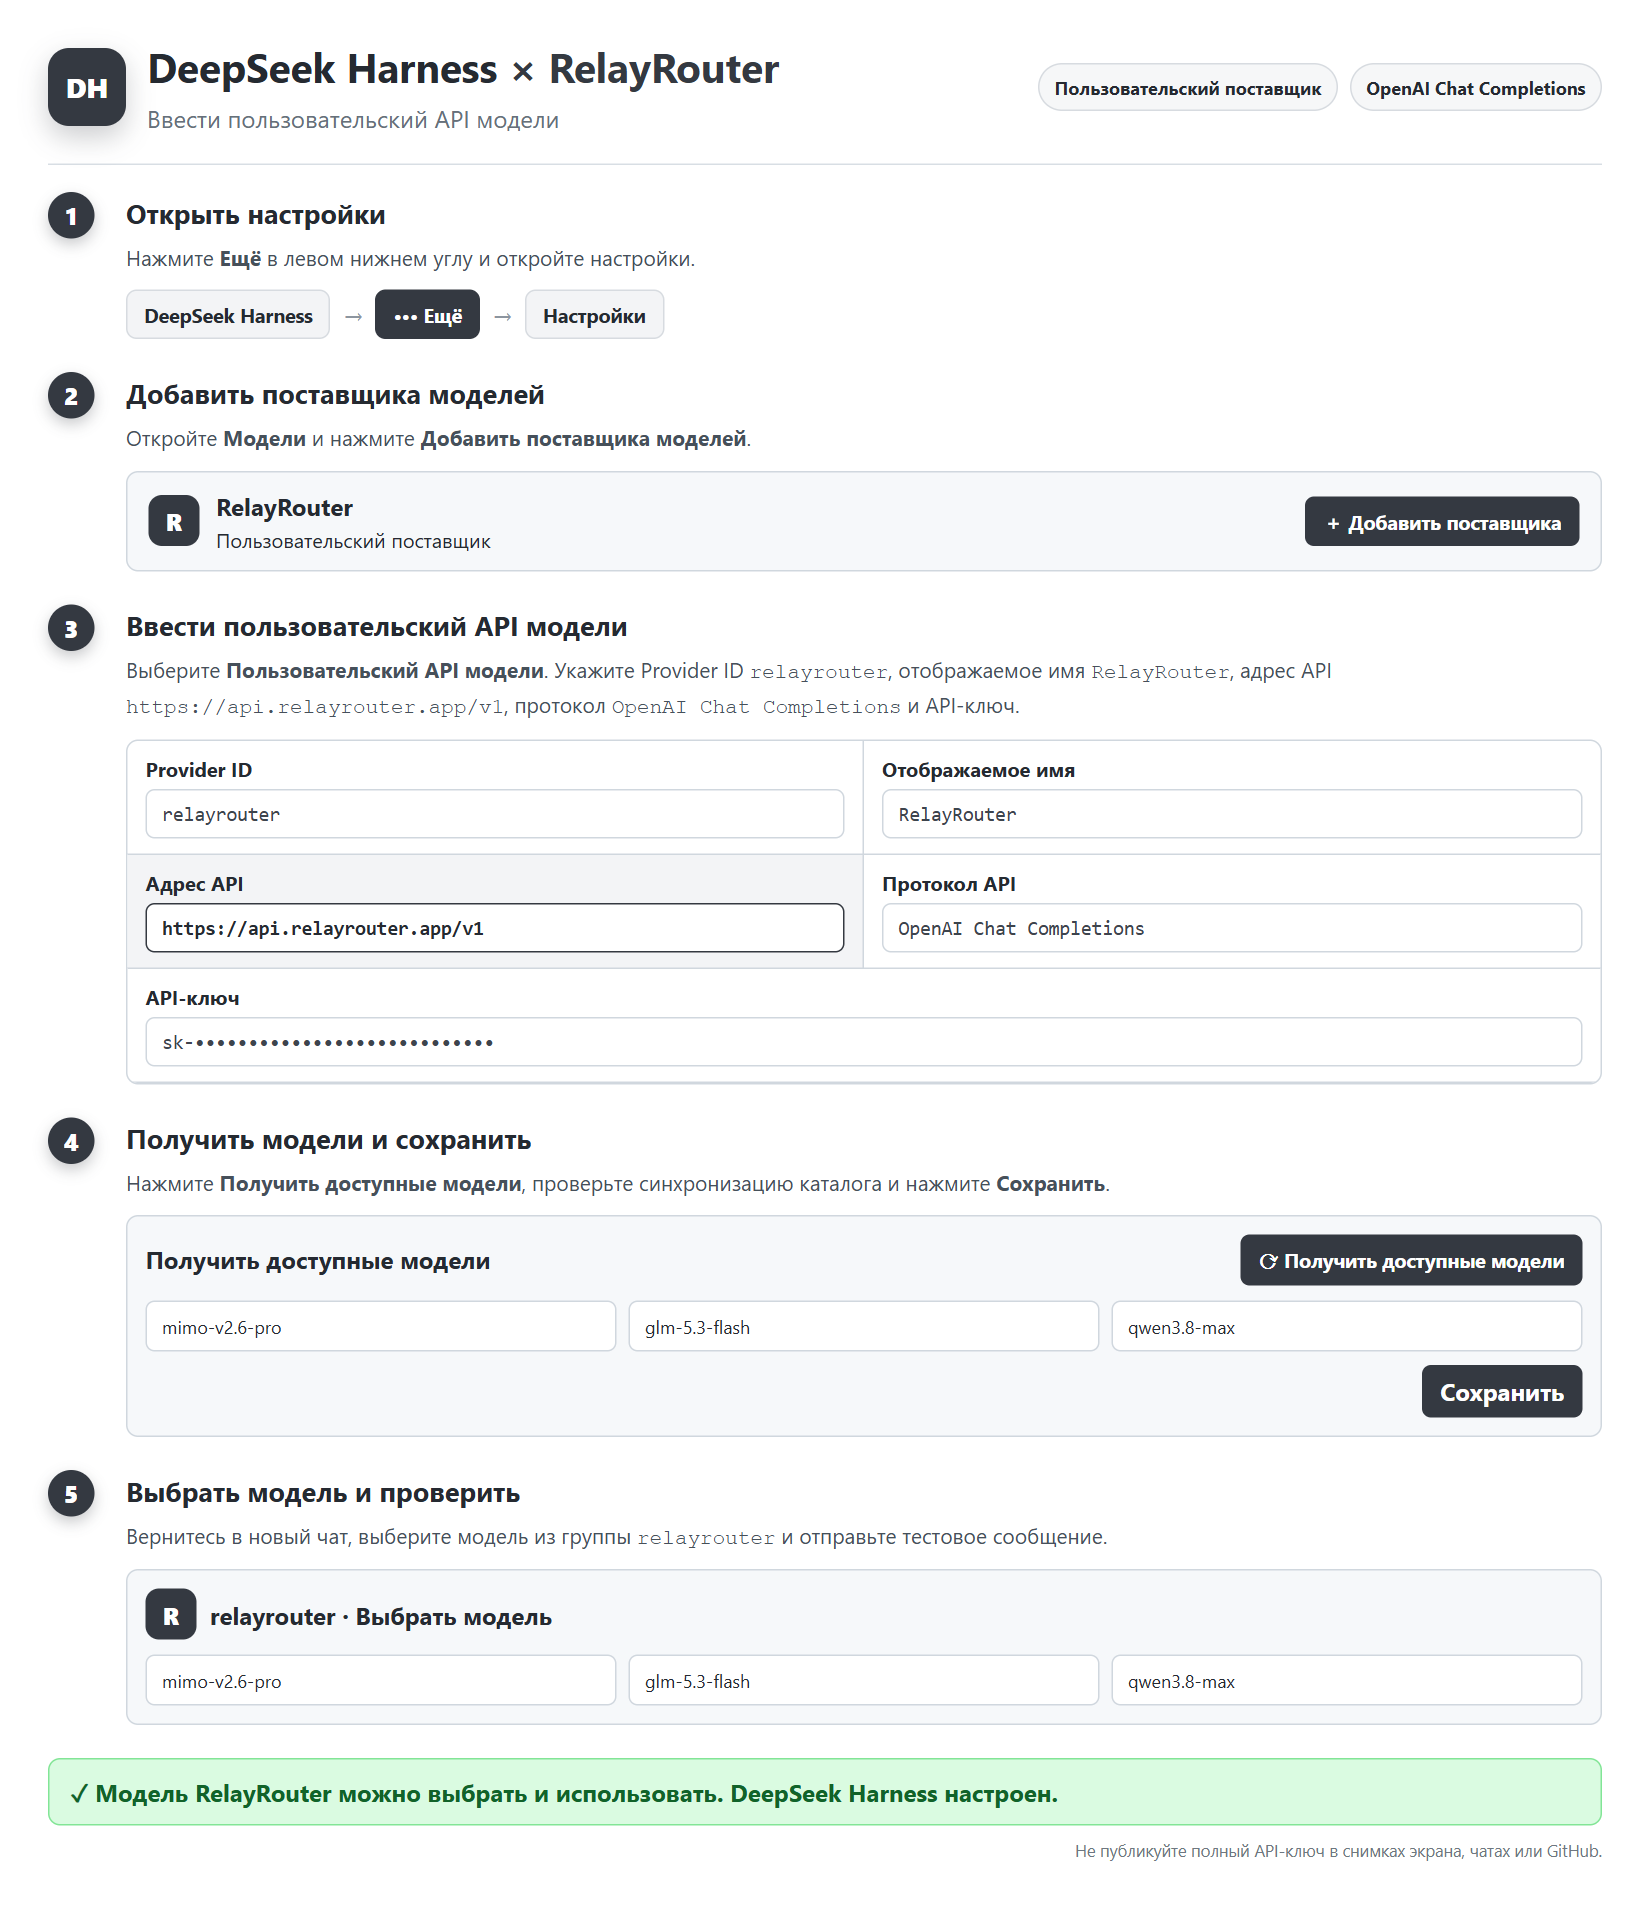 DH
DeepSeek Harness × RelayRouter
Ввести пользовательский API модели
Пользовательский поставщик
OpenAI Chat Completions
1
Открыть настройки
Нажмите Ещё в левом нижнем углу и откройте настройки.
DeepSeek Harness → ••• Ещё → Настройки
2
Добавить поставщика моделей
Откройте Модели и нажмите Добавить поставщика моделей.
R
RelayRouter
Пользовательский поставщик
+ Добавить поставщика
3
Ввести пользовательский API модели
Выберите Пользовательский API модели. Укажите Provider ID relayrouter, отображаемое имя RelayRouter, адрес API
https://api.relayrouter.app/v1, протокол OpenAI Chat Completions и API-ключ.
Provider ID
relayrouter
Отображаемое имя
RelayRouter
Адрес API
https://api.relayrouter.app/v1
Протокол API
OpenAI Chat Completions
API-ключ
sk-••••••••••••••••••••••••••••
4
Получить модели и сохранить
Нажмите Получить доступные модели, проверьте синхронизацию каталога и нажмите Сохранить.
Получить доступные модели
⟳ Получить доступные модели
mimo-v2.6-pro
glm-5.3-flash
qwen3.8-max
Сохранить
5
Выбрать модель и проверить
Вернитесь в новый чат, выберите модель из группы relayrouter и отправьте тестовое сообщение.
R
relayrouter · Выбрать модель
mimo-v2.6-pro
glm-5.3-flash
qwen3.8-max
✓ Модель RelayRouter можно выбрать и использовать. DeepSeek Harness настроен.
Не публикуйте полный API-ключ в снимках экрана, чатах или GitHub.